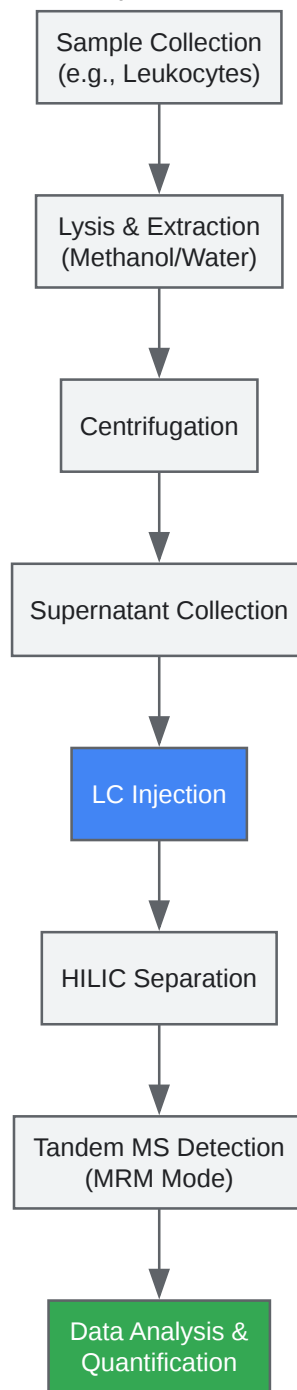 Sample Collection
(e.g., Leukocytes)
Lysis & Extraction
(Methanol/Water)
Centrifugation
Supernatant Collection
LC Injection
HILIC Separation
Tandem MS Detection
(MRM Mode)
Data Analysis &
Quantification